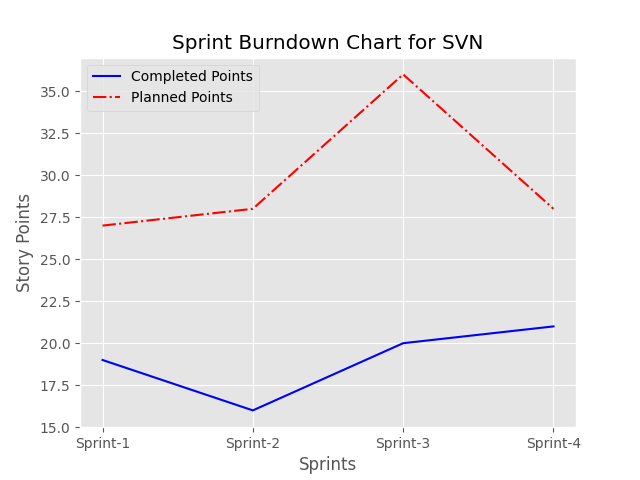 Sprint Burndown Chart for SVN
Completed Points
Planned Points
35.0
32.5
30.0
27.5
25.0
22.5
20.0
17.5
15.0
Story Points
Sprint-1 Sprint-2 Sprint-3 Sprint-4
Sprints